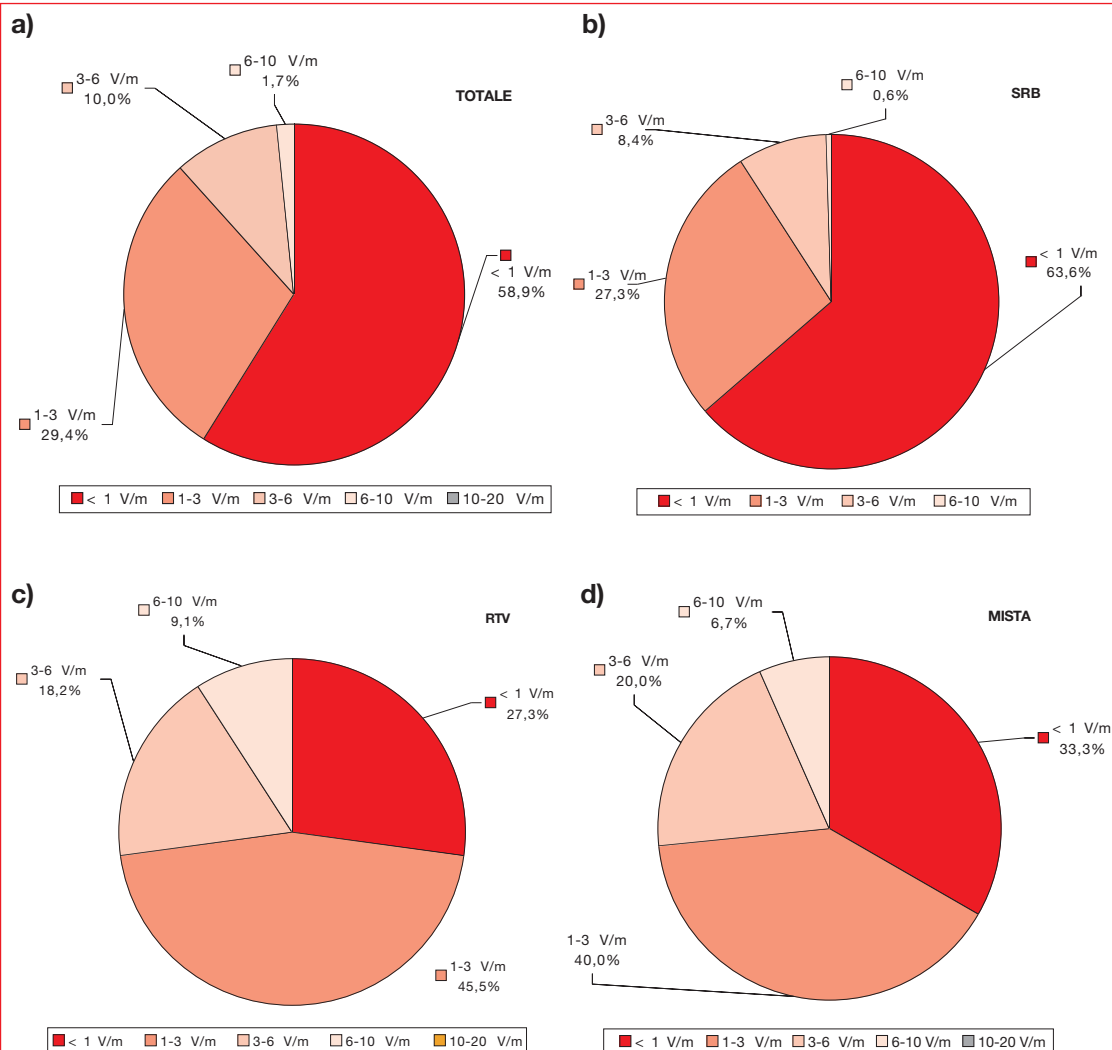 a)
TOTALE
6-10 V/m
1,7%
3-6 V/m
10,0%
< 1 V/m
58,9%
1-3 V/m
29,4%
< 1 V/m 1-3 V/m 3-6 V/m 6-10 V/m 10-20 V/m
b)
SRB
6-10 V/m
0,6%
3-6 V/m
8,4%
< 1 V/m
63,6%
1-3 V/m
27,3%
< 1 V/m 1-3 V/m 3-6 V/m 6-10 V/m
c)
RTV
6-10 V/m
9,1%
3-6 V/m
18,2%
< 1 V/m
27,3%
1-3 V/m
45,5%
< 1 V/m 1-3 V/m 3-6 V/m 6-10 V/m 10-20 V/m
d)
MISTA
6-10 V/m
6,7%
3-6 V/m
20,0%
< 1 V/m
33,3%
1-3 V/m
40,0%
< 1 V/m 1-3 V/m 3-6 V/m 6-10 V/m 10-20 V/m